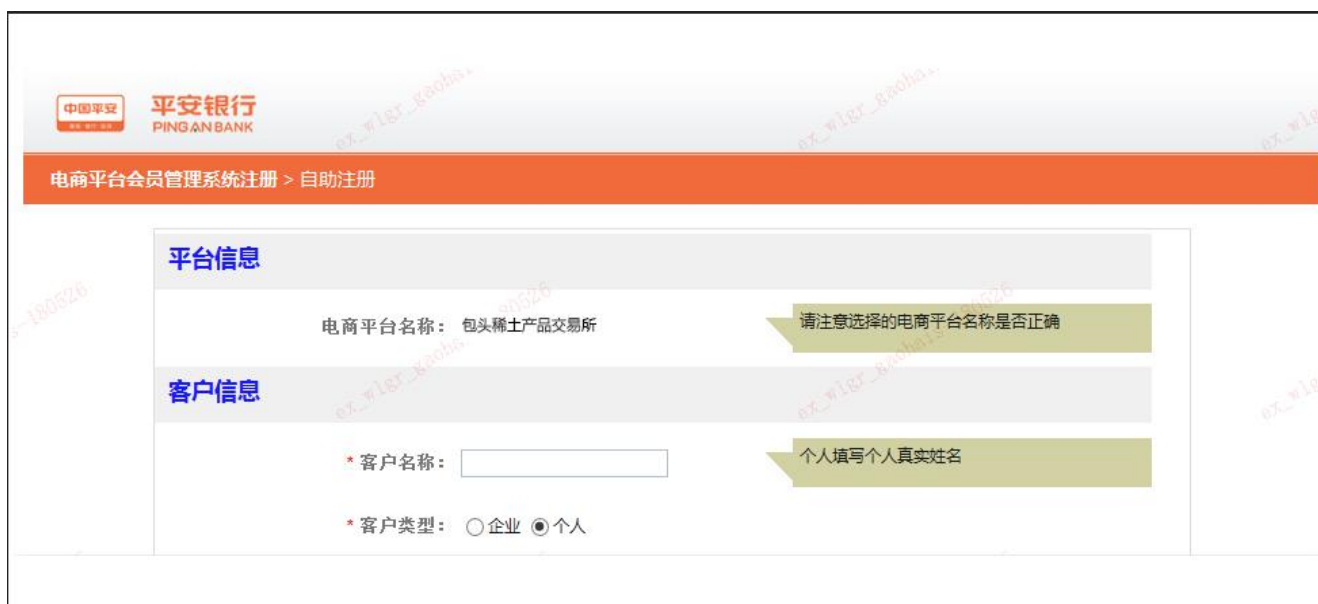 中国平安
平安银行
PINGAN BANK
电商平台会员管理系统注册 > 自助注册
平台信息
电商平台名称： 包头稀土产品交易所
请注意选择的电商平台名称是否正确
客户信息
* 客户名称：
个人填写个人真实姓名
* 客户类型： 企业 个人